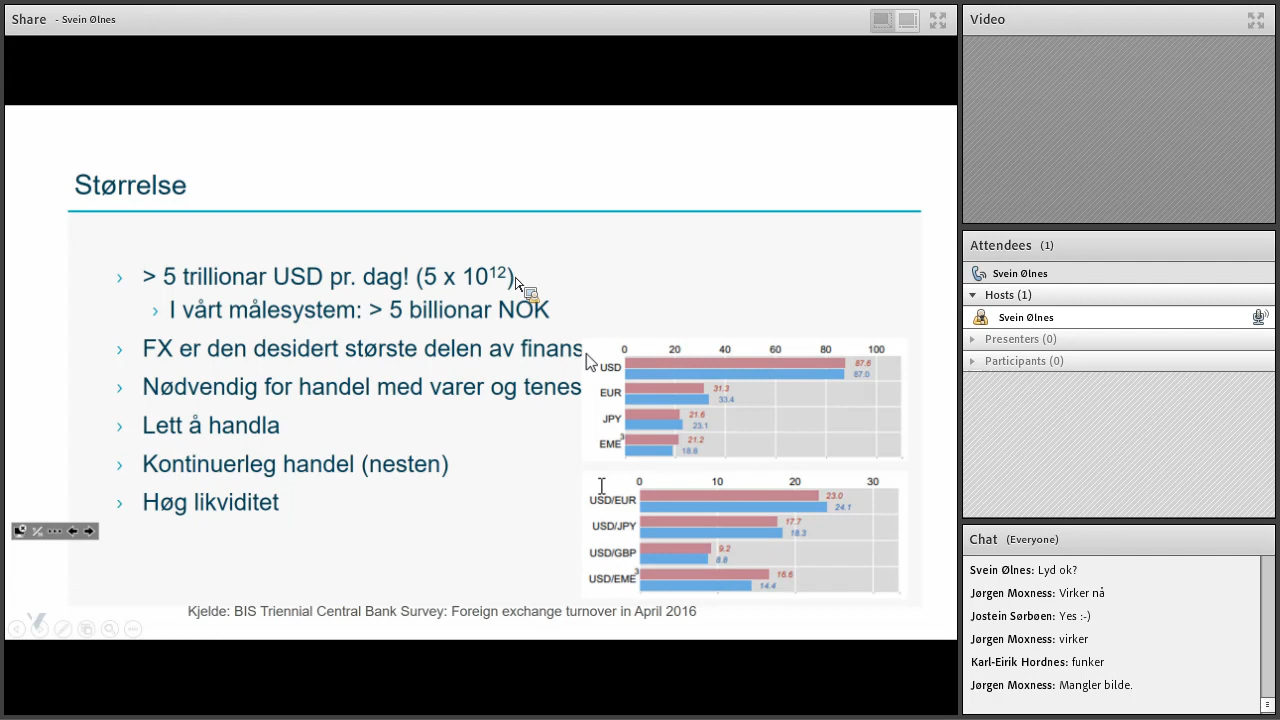 Share - Svein Ølnes
Størrelse
› > 5 trillionar USD pr. dag! (5 x 10¹²)
› I vårt målesystem: > 5 billionar NOK
› FX er den desidert største delen av finans
› Nødvendig for handel med varer og tenes
› Lett å handla
› Kontinuerleg handel (nesten)
› Høg likviditet
0 20 40 60 80 100
USD 87.6
87.0
EUR 31.3
33.4
JPY 21.6
23.1
EME³ 21.2
18.8
0 10 20 30
USD/EUR 23.0
24.1
USD/JPY 17.7
18.3
USD/GBP 9.2
8.8
USD/EME³ 16.6
14.4
Kjelde: BIS Triennial Central Bank Survey: Foreign exchange turnover in April 2016
Video
Attendees (1)
Svein Ølnes
Hosts (1)
Svein Ølnes
Presenters (0)
Participants (0)
Chat (Everyone)
Svein Ølnes: Lyd ok?
Jørgen Moxness: Virker nå
Jostein Sørbøen: Yes :-)
Jørgen Moxness: virker
Karl-Eirik Hordnes: funker
Jørgen Moxness: Mangler bilde.